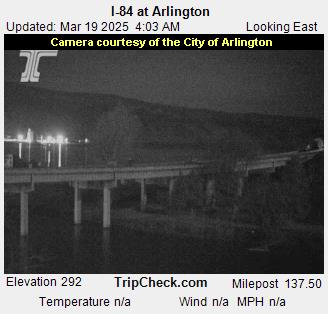 I-84 at Arlington
Updated: Mar 19 2025 4:03 AM Looking East
Camera courtesy of the City of Arlington
Elevation 292 TripCheck.com Milepost 137.50
Temperature n/a Wind n/a MPH n/a